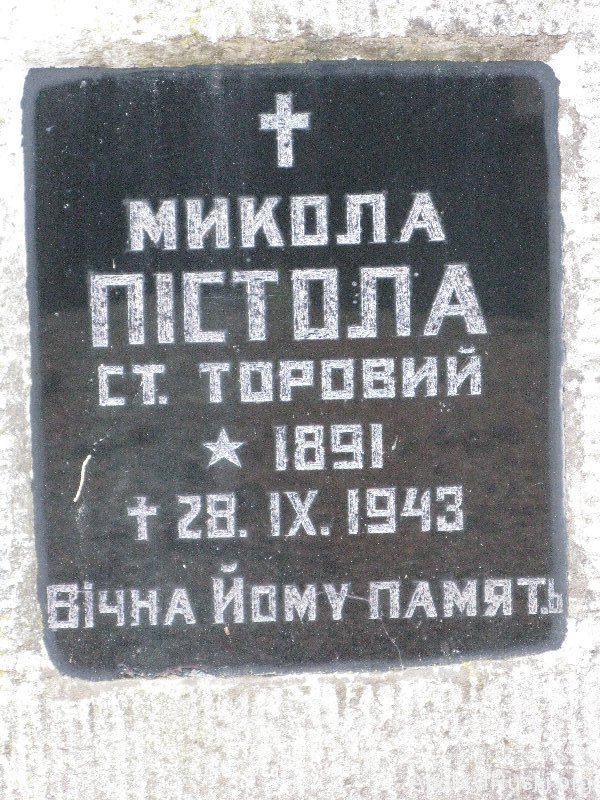 МИКОЛА
ПІСТОЛА
СТ. ТОРОВИЙ
★ 1891
† 28. IX. 1943
Вічна Йому память